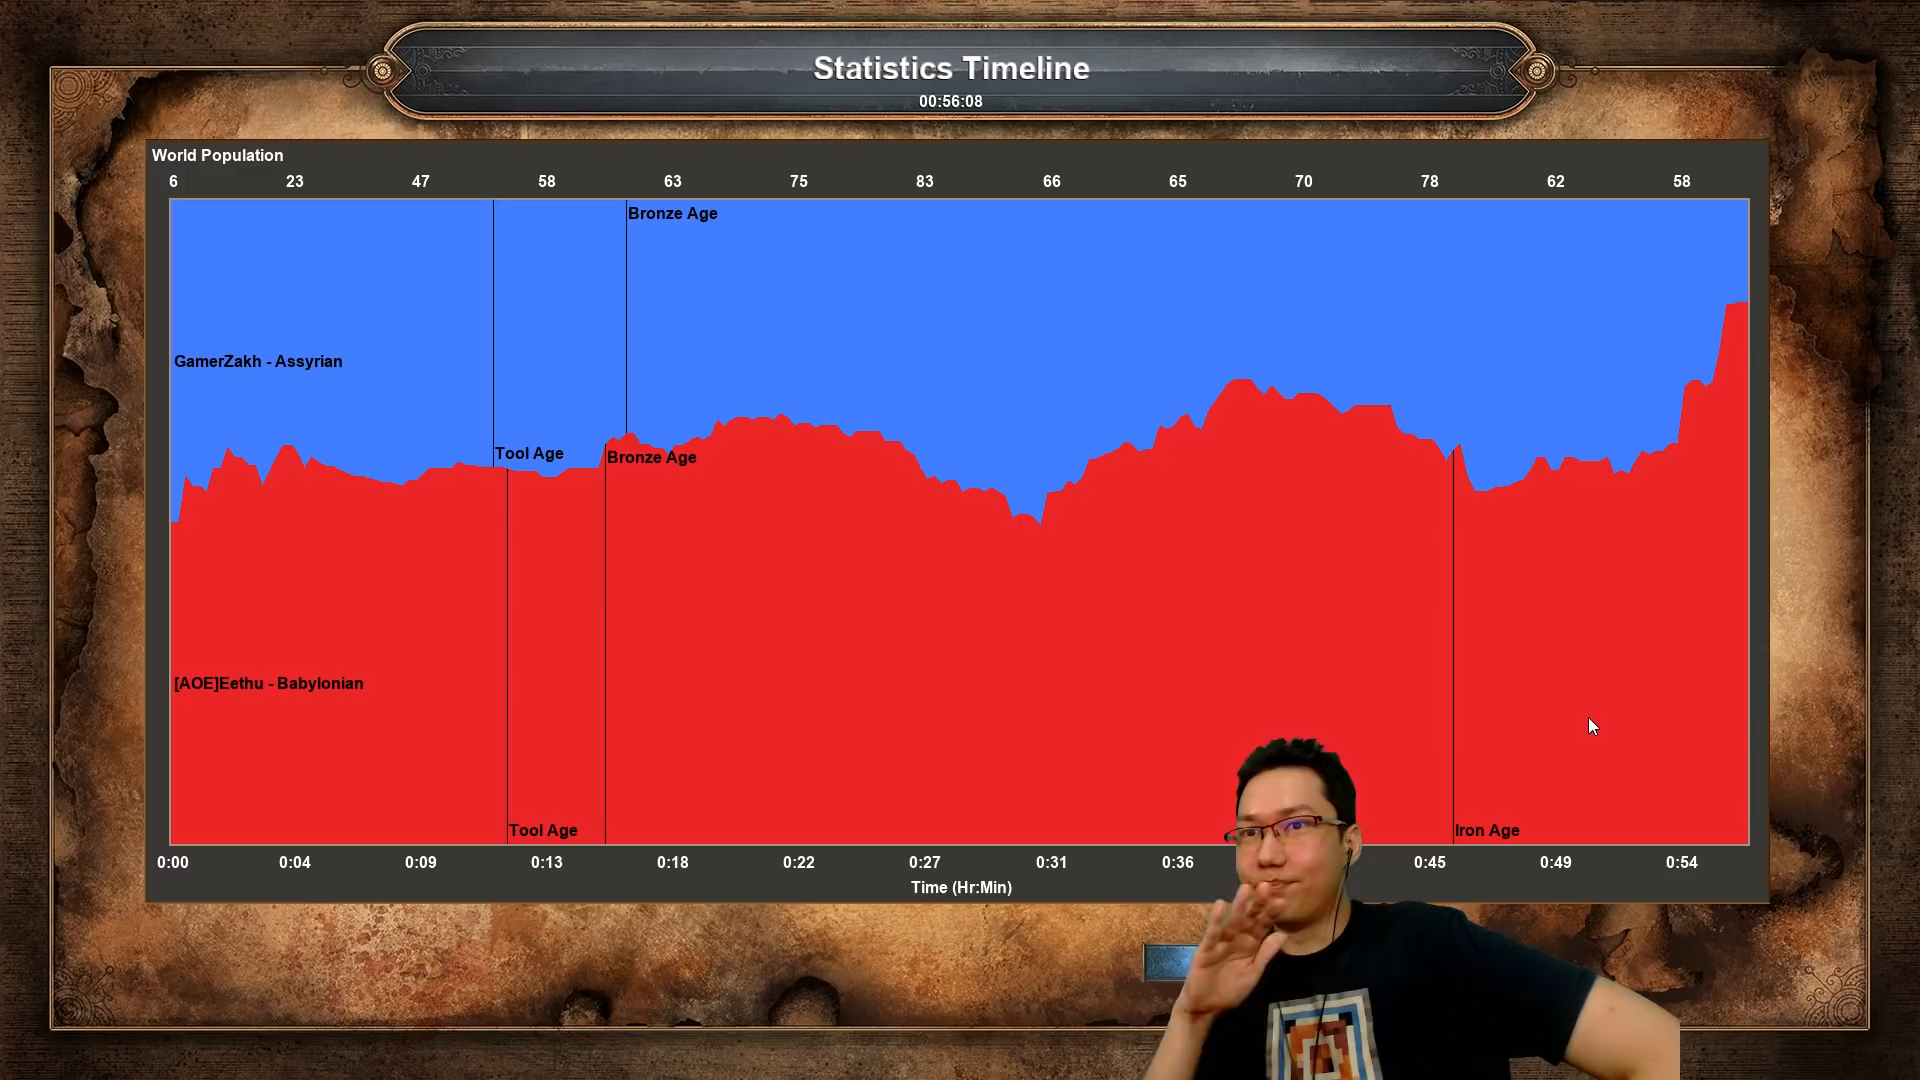 Statistics Timeline
00:56:08
World Population
6 23 47 58 63 75 83 66 65 70 78 62 58
Bronze Age
GamerZakh - Assyrian
Tool Age
Bronze Age
[AOE]Eethu - Babylonian
Tool Age
Iron Age
0:00 0:04 0:09 0:13 0:18 0:22 0:27 0:31 0:36 0:45 0:49 0:54
Time (Hr:Min)